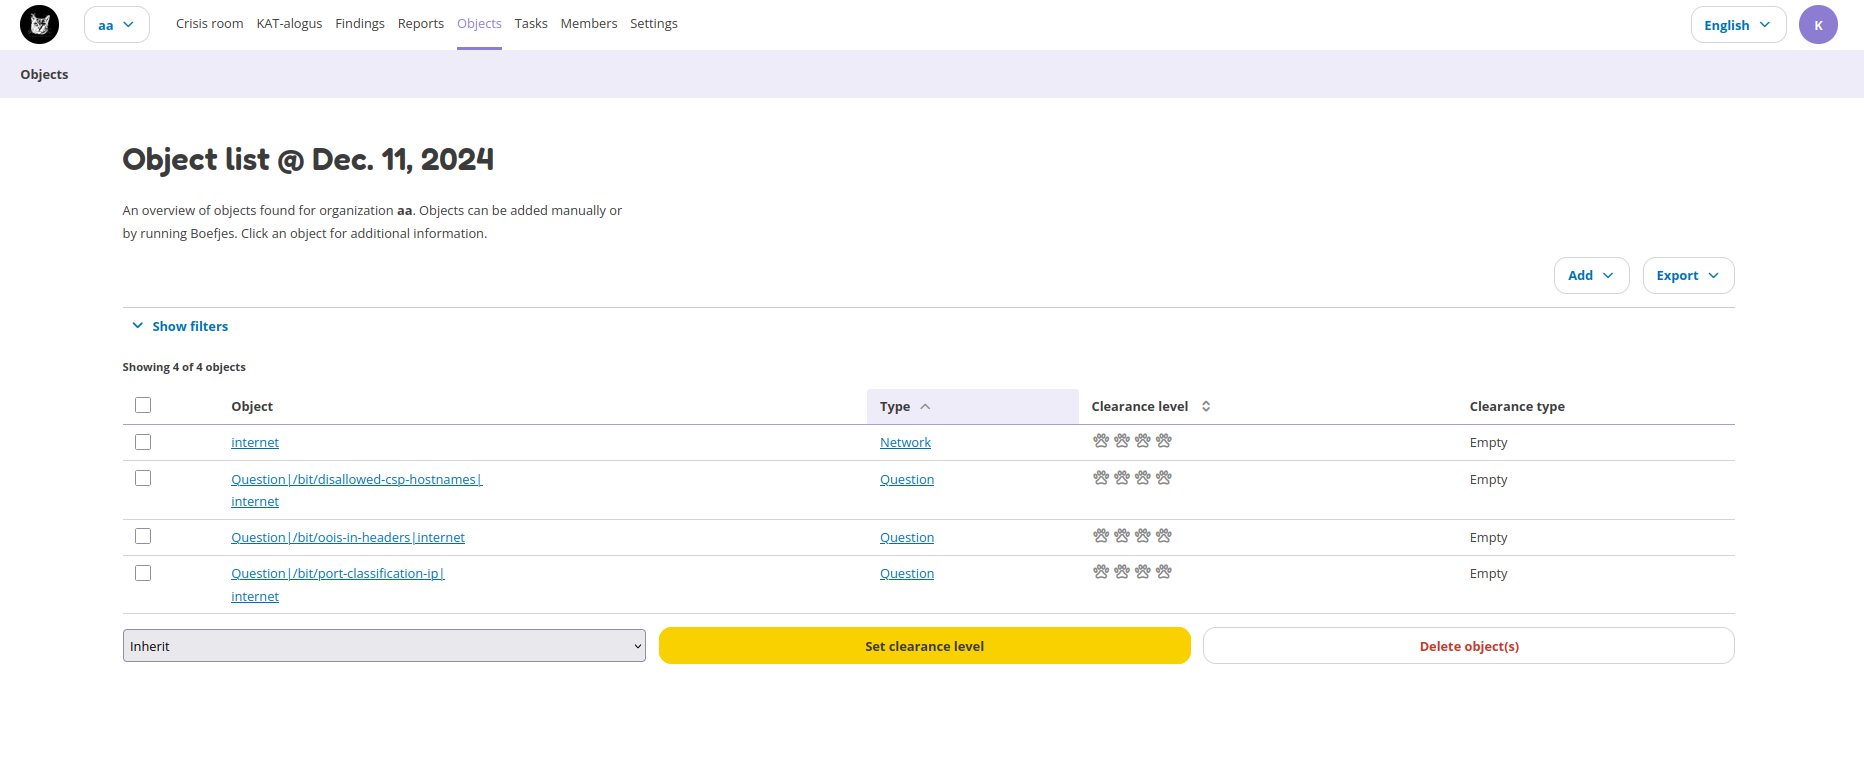 aa
Crisis room KAT-alogus Findings Reports Objects Tasks Members Settings
English
K
Objects
Object list @ Dec. 11, 2024
An overview of objects found for organization aa. Objects can be added manually or
by running Boefjes. Click an object for additional information.
Add
Export
Show filters
Showing 4 of 4 objects
Object Type Clearance level Clearance type
internet Network Empty
Question|/bit/disallowed-csp-hostnames| Question Empty
internet
Question|/bit/oois-in-headers|internet Question Empty
Question|/bit/port-classification-ip| Question Empty
internet
Inherit Set clearance level Delete object(s)